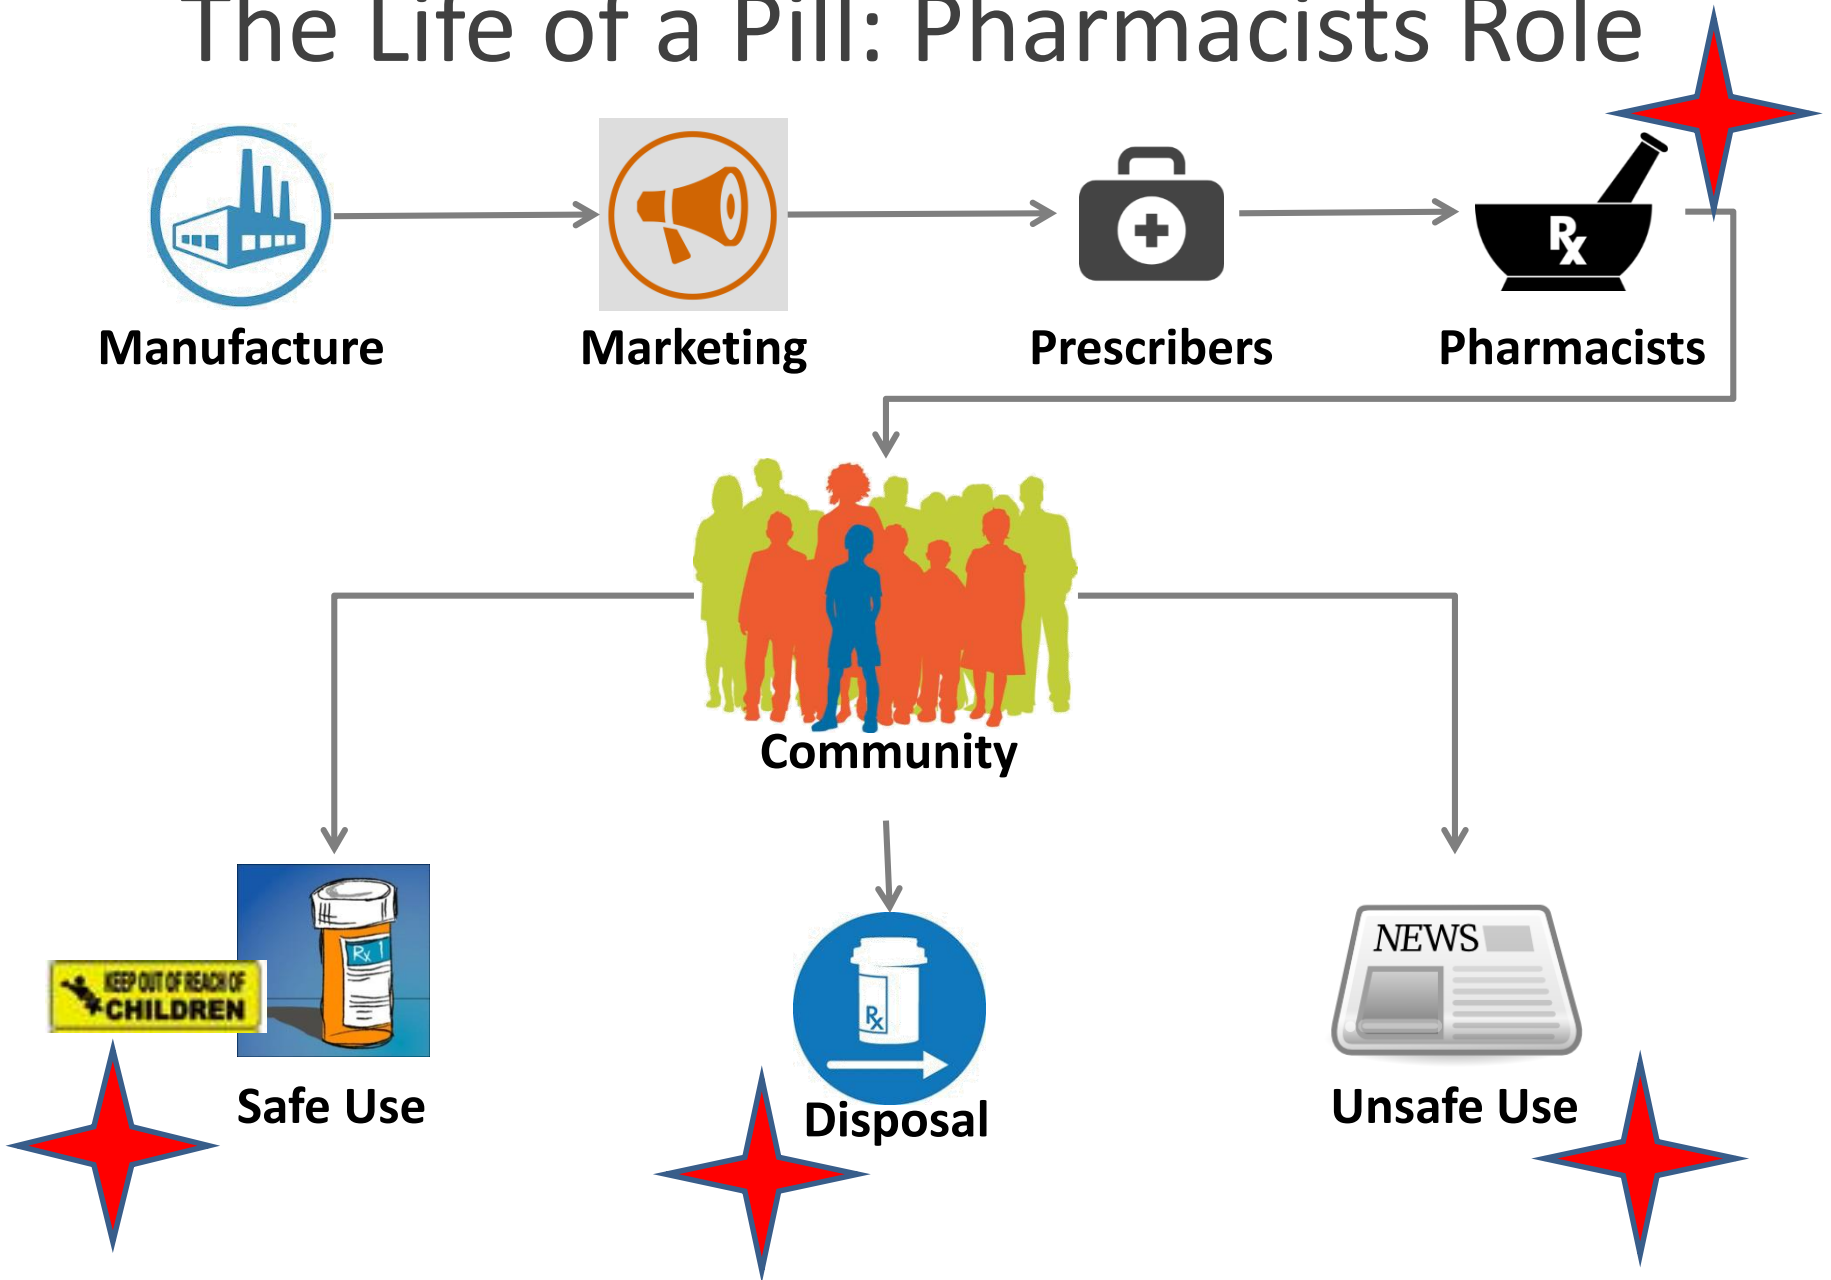 The Life of a Pill: Pharmacists Role
Rx
Manufacture
Marketing
Prescribers
Pharmacists
Community
Rx 1
KEEP OUT OF REACH OF
CHILDREN
Rx
NEWS
Safe Use
Disposal
Unsafe Use